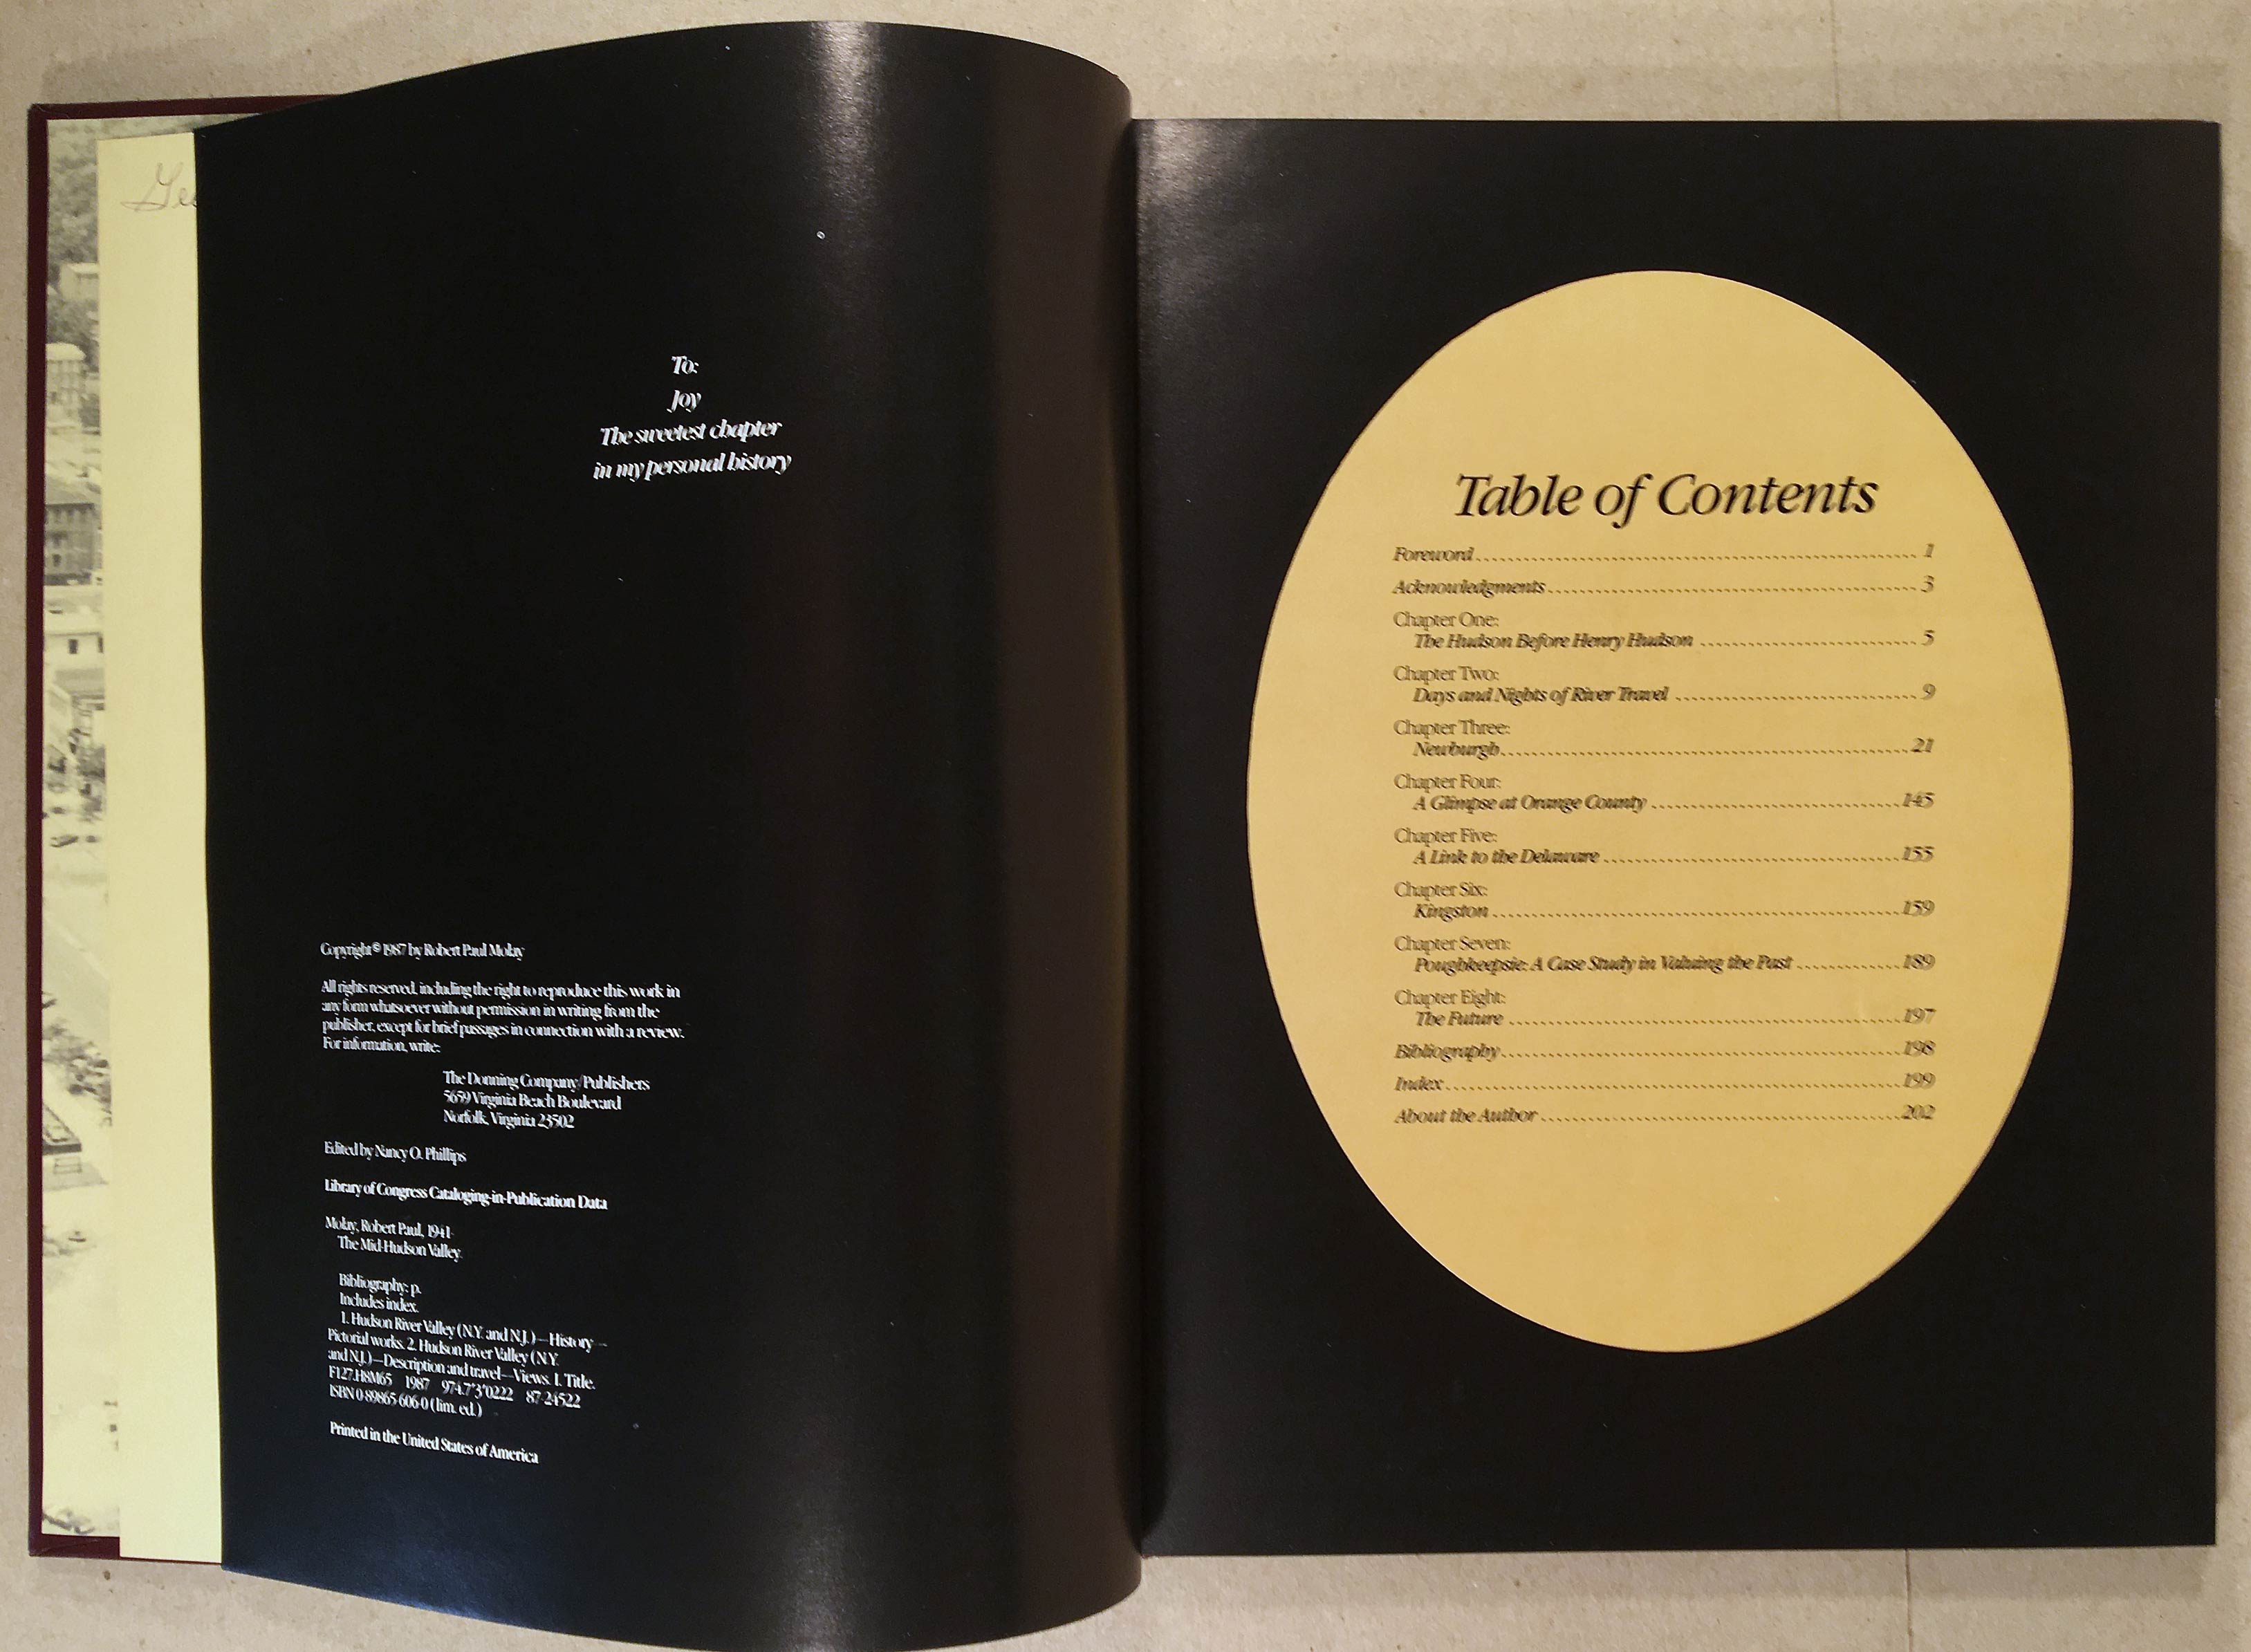 To:
Joy
The sweetest chapter
in my personal history
Copyright © 1987 by Robert Paul Molay
All rights reserved, including the right to reproduce this work in
any form whatsoever without permission in writing from the
publisher, except for brief passages in connection with a review.
For information, write:
The Donning Company/Publishers
5659 Virginia Beach Boulevard
Norfolk, Virginia 23502
Edited by Nancy O. Phillips
Library of Congress Cataloging-in-Publication Data
Molay, Robert Paul, 1941-
The Mid-Hudson Valley.
Bibliography: p.
Includes index.
1. Hudson River Valley (N.Y. and N.J.)—History—
Pictorial works. 2. Hudson River Valley (N.Y.
and N.J.)—Description and travel—Views. I. Title.
F127.H8M65 1987 974.7'3'0222 87-24522
ISBN 0-89865-606-0 (lim. ed.)
Printed in the United States of America
Table of Contents
Foreword.......... 1
Acknowledgments.......... 3
Chapter One:
The Hudson Before Henry Hudson .......... 5
Chapter Two:
Days and Nights of River Travel .......... 9
Chapter Three:
Newburgh.......... 21
Chapter Four:
A Glimpse at Orange County .......... 145
Chapter Five:
A Link to the Delaware .......... 155
Chapter Six:
Kingston .......... 159
Chapter Seven:
Poughkeepsie: A Case Study in Valuing the Past .......... 189
Chapter Eight:
The Future .......... 197
Bibliography.......... 198
Index.......... 199
About the Author .......... 202